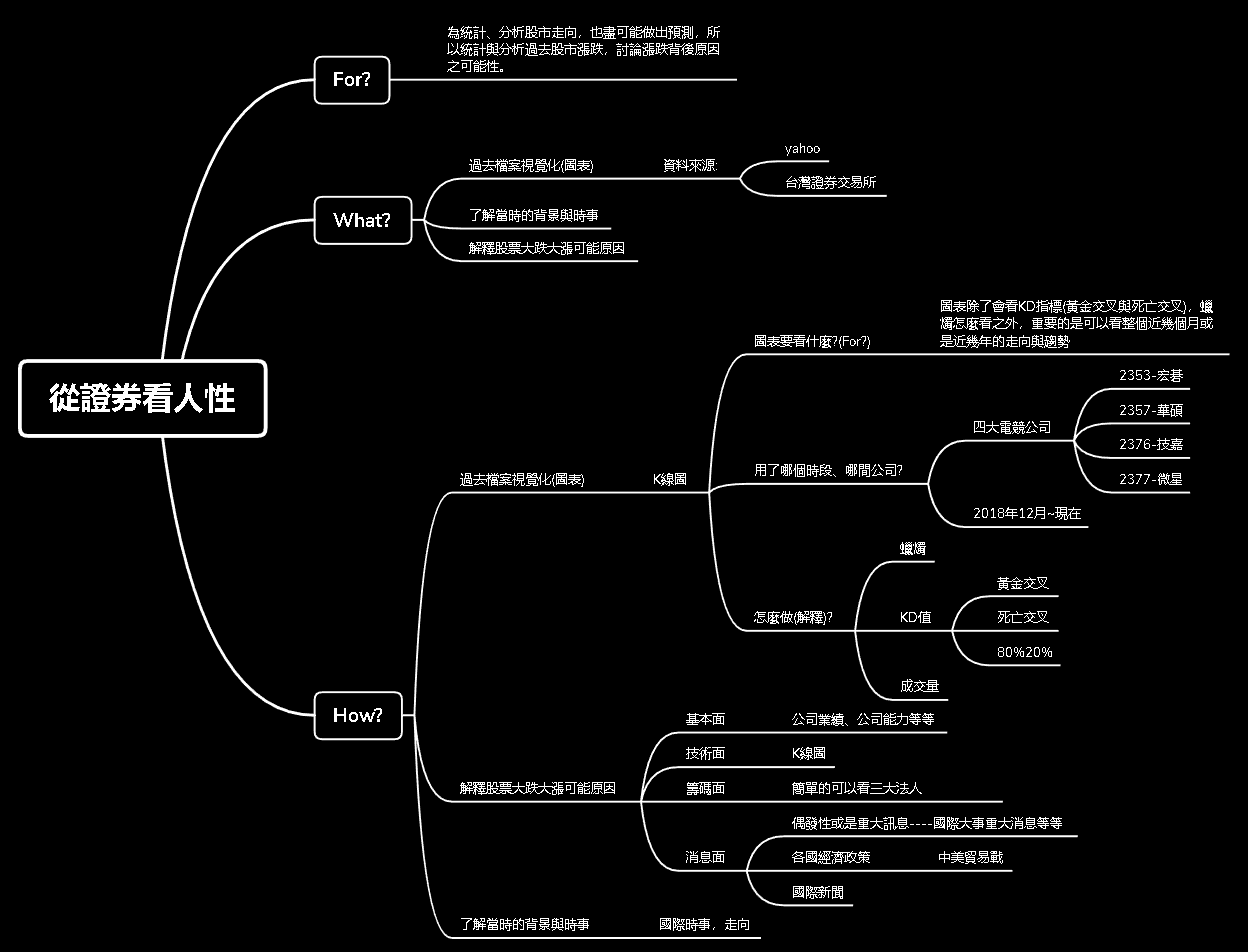 為統計、分析股市走向，也盡可能做出預測，所
以統計與分析過去股市漲跌，討論漲跌背後原因
之可能性。
For?
yahoo
過去檔案視覺化(圖表)
資料來源:
台灣證券交易所
What?
了解當時的背景與時事
解釋股票大跌大漲可能原因
圖表除了會看KD指標(黃金交叉與死亡交叉)，蠟
燭怎麼看之外，重要的是可以看整個近幾個月或
是近幾年的走向與趨勢
圖表要看什麼?(For?)
2353-宏碁
從證券看人性
2357-華碩
四大電競公司
2376-技嘉
用了哪個時段、哪間公司?
過去檔案視覺化(圖表)
K線圖
2377-微星
2018年12月~現在
蠟燭
黃金交叉
怎麼做(解釋)?
KD值
死亡交叉
80%20%
成交量
How?
基本面
公司業績、公司能力等等
技術面
K線圖
解釋股票大跌大漲可能原因
籌碼面
簡單的可以看三大法人
偶發性或是重大訊息----國際大事重大消息等等
消息面
各國經濟政策
中美貿易戰
國際新聞
了解當時的背景與時事
國際時事，走向